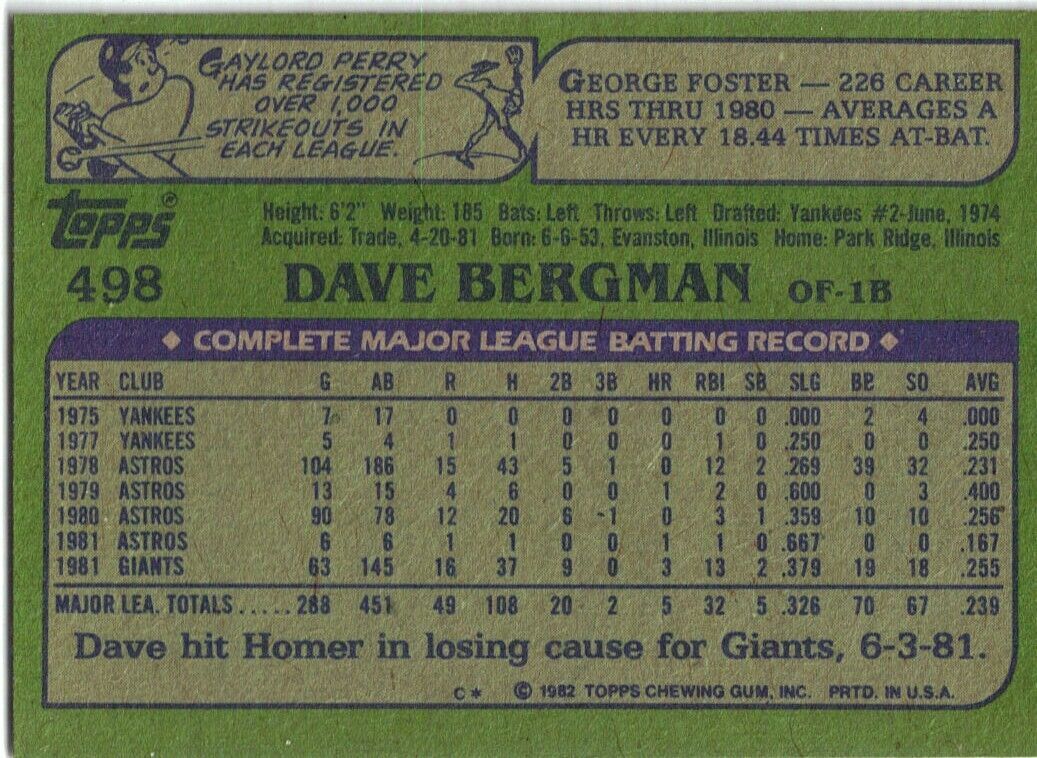 GAYLORD PERRY
HAS REGISTERED
OVER 1,000
STRIKEOUTS IN
EACH LEAGUE.
GEORGE FOSTER — 226 CAREER
HRS THRU 1980 — AVERAGES A
HR EVERY 18.44 TIMES AT-BAT.
topps®
Height: 6'2" Weight: 185 Bats: Left Throws: Left Drafted: Yankees #2-June, 1974
Acquired: Trade, 4-20-81 Born: 6-6-53, Evanston, Illinois Home: Park Ridge, Illinois
498 DAVE BERGMAN OF-1B
◆ COMPLETE MAJOR LEAGUE BATTING RECORD ◆
YEAR CLUB G AB R H 2B 3B HR RBI SB SLG BB SO AVG
1975 YANKEES 7 17 0 0 0 0 0 0 0 .000 2 4 .000
1977 YANKEES 5 4 1 1 0 0 0 1 0 .250 0 0 .250
1978 ASTROS 104 186 15 43 5 1 0 12 2 .269 39 32 .231
1979 ASTROS 13 15 4 6 0 0 1 2 0 .600 0 3 .400
1980 ASTROS 90 78 12 20 6 1 0 3 1 .359 10 10 .256
1981 ASTROS 6 6 1 1 0 0 1 1 0 .667 0 0 .167
1981 GIANTS 63 145 16 37 9 0 3 13 2 .379 19 18 .255
MAJOR LEA. TOTALS..... 288 451 49 108 20 2 5 32 5 .326 70 67 .239
Dave hit Homer in losing cause for Giants, 6-3-81.
C* © 1982 TOPPS CHEWING GUM, INC. PRTD. IN U.S.A.